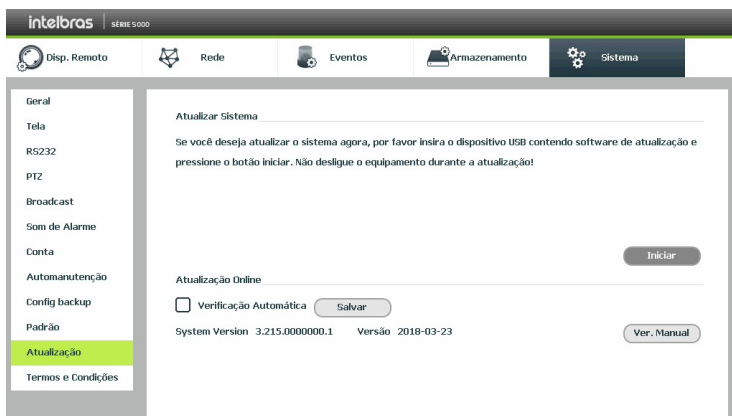 intelbras SÉRIE 5000
Disp. Remoto Rede Eventos Armazenamento Sistema
Geral
Tela
RS232
PTZ
Broadcast
Som de Alarme
Conta
Automanutenção
Config backup
Padrão
Atualização
Termos e Condições
Atualizar Sistema
Se você deseja atualizar o sistema agora, por favor insira o dispositivo USB contendo software de atualização e
pressione o botão iniciar. Não desligue o equipamento durante a atualização!
Iniciar
Atualização Online
Verificação Automática Salvar
System Version 3.215.0000000.1 Versão 2018-03-23 Ver. Manual